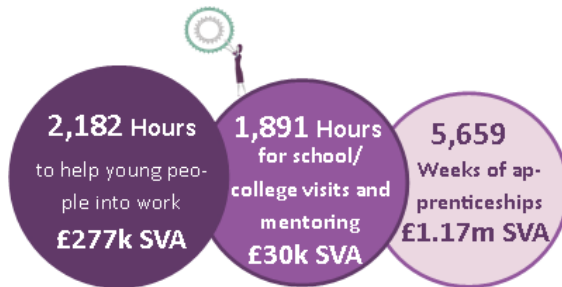 2,182 Hours
to help young peo-
ple into work
£277k SVA
1,891 Hours
for school/
college visits and
mentoring
£30k SVA
5,659
Weeks of ap-
prenticeships
£1.17m SVA